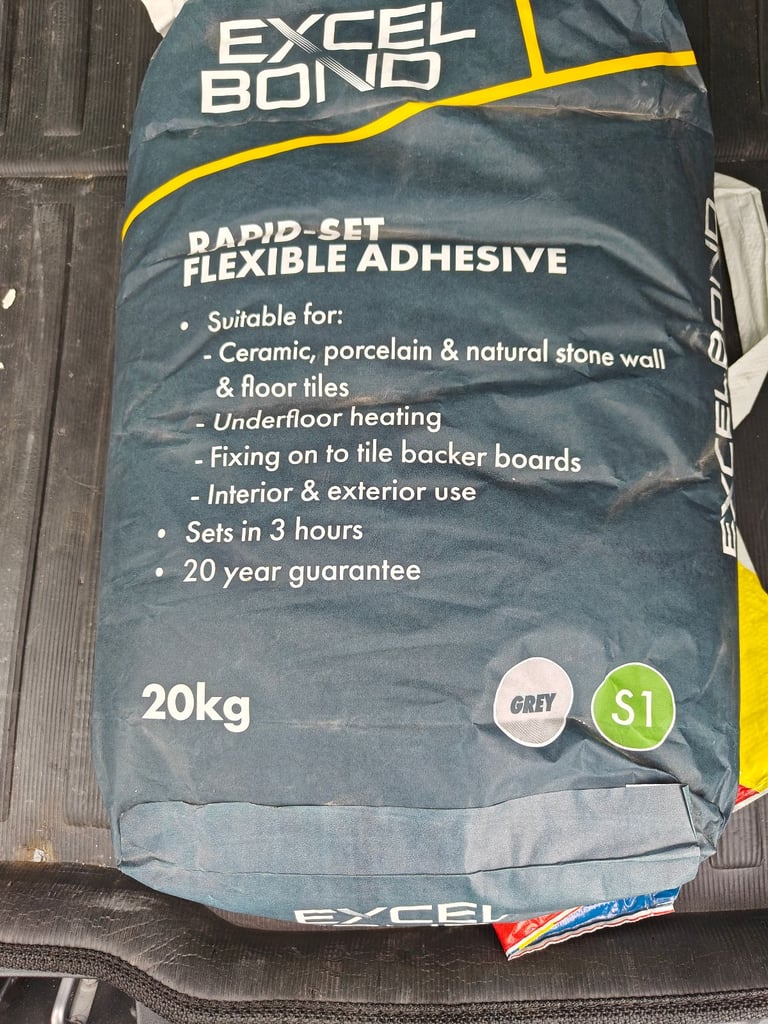 EXCEL
BOND
RAPID-SET
FLEXIBLE ADHESIVE
• Suitable for:
- Ceramic, porcelain & natural stone wall
& floor tiles
- Underfloor heating
- Fixing on to tile backer boards
- Interior & exterior use
• Sets in 3 hours
• 20 year guarantee
20kg
GREY
S1
EXCEL BOND
EXCEL